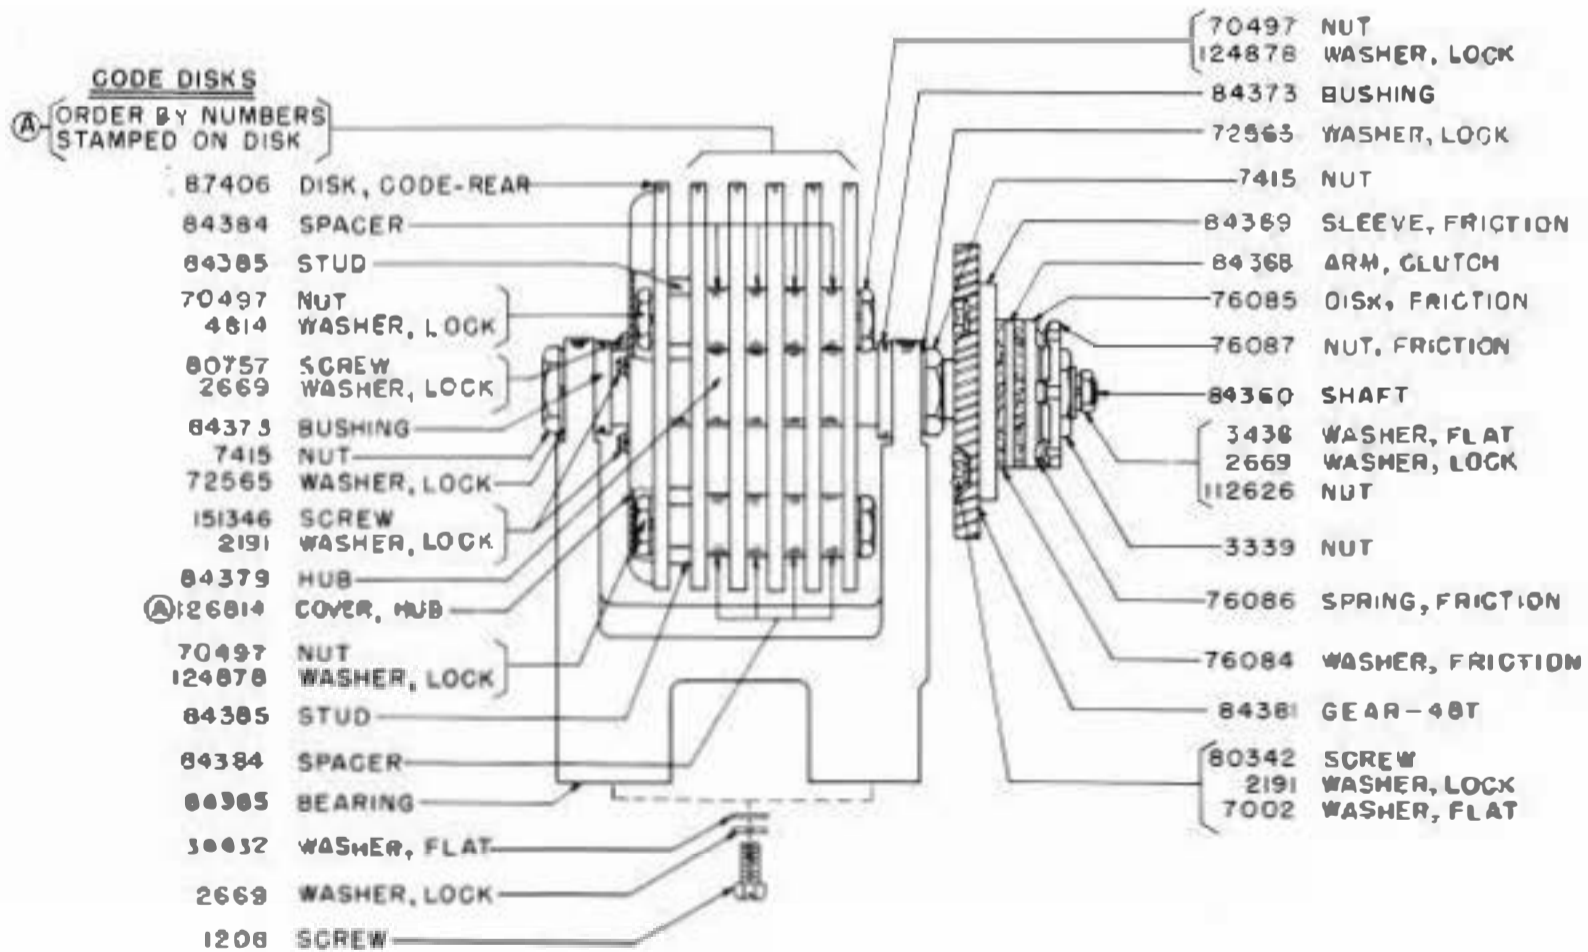 CODE DISKS
(A) ORDER BY NUMBERS
STAMPED ON DISK
87406 DISK, CODE-REAR
84384 SPACER
84385 STUD
70497 NUT
4814 WASHER, LOCK
80757 SCREW
2669 WASHER, LOCK
84373 BUSHING
7415 NUT
72565 WASHER, LOCK
151346 SCREW
2191 WASHER, LOCK
84379 HUB
(A) 126814 COVER, HUB
70497 NUT
124878 WASHER, LOCK
84385 STUD
84384 SPACER
BEARING
WASHER, FLAT
2669 WASHER, LOCK
1208 SCREW
70497 NUT
124878 WASHER, LOCK
84373 BUSHING
WASHER, LOCK
7415 NUT
84369 SLEEVE, FRICTION
84368 ARM, CLUTCH
76085 DISK, FRICTION
76087 NUT, FRICTION
84360 SHAFT
3438 WASHER, FLAT
2669 WASHER, LOCK
112626 NUT
3339 NUT
76086 SPRING, FRICTION
76084 WASHER, FRICTION
84381 GEAR-48T
80342 SCREW
2191 WASHER, LOCK
7002 WASHER, FLAT